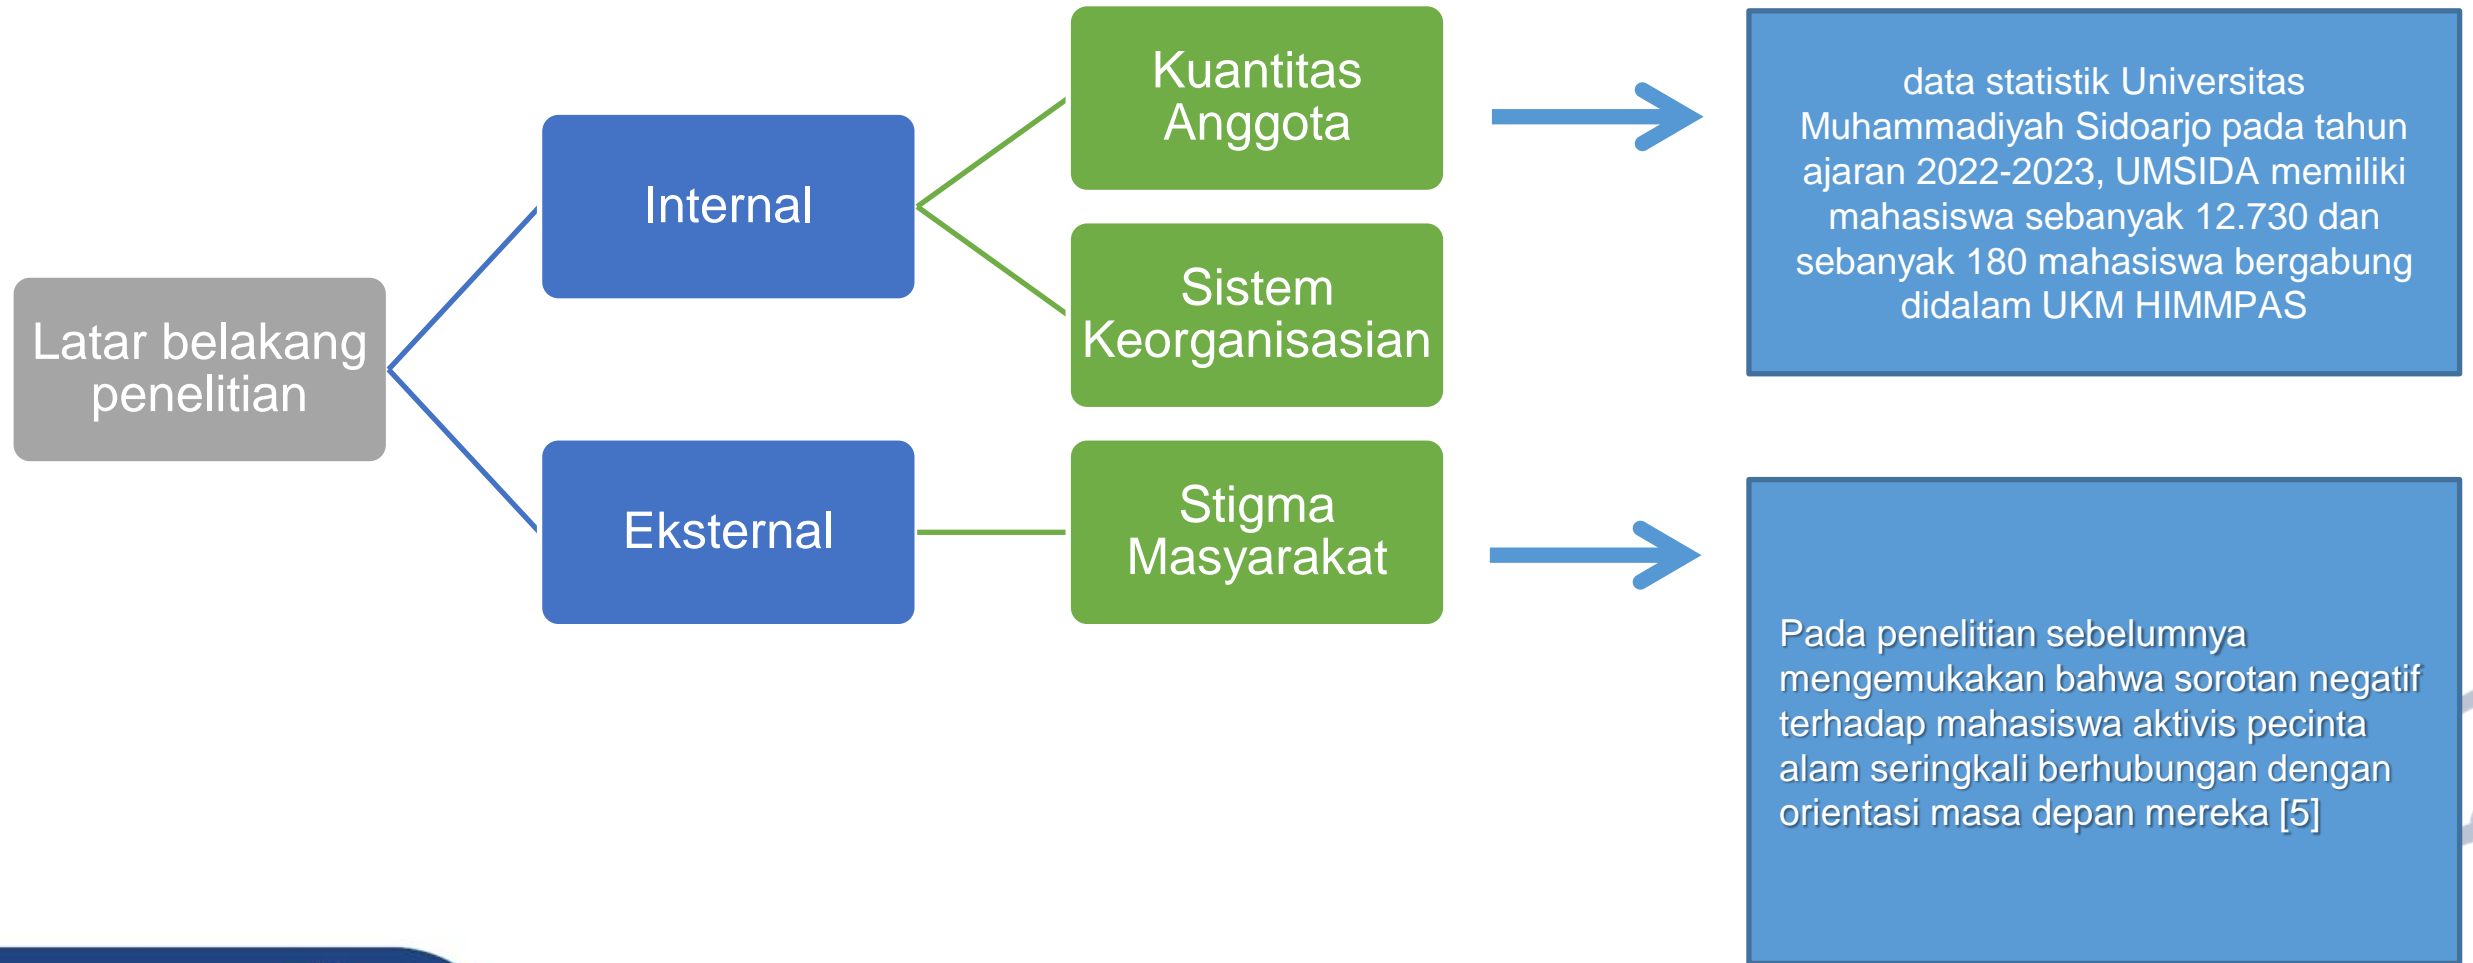 Latar belakang
penelitian
Internal
Eksternal
Kuantitas
Anggota
Sistem
Keorganisasian
Stigma
Masyarakat
data statistik Universitas
Muhammadiyah Sidoarjo pada tahun
ajaran 2022-2023, UMSIDA memiliki
mahasiswa sebanyak 12.730 dan
sebanyak 180 mahasiswa bergabung
didalam UKM HIMMPAS
Pada penelitian sebelumnya
mengemukakan bahwa sorotan negatif
terhadap mahasiswa aktivis pecinta
alam seringkali berhubungan dengan
orientasi masa depan mereka [5]